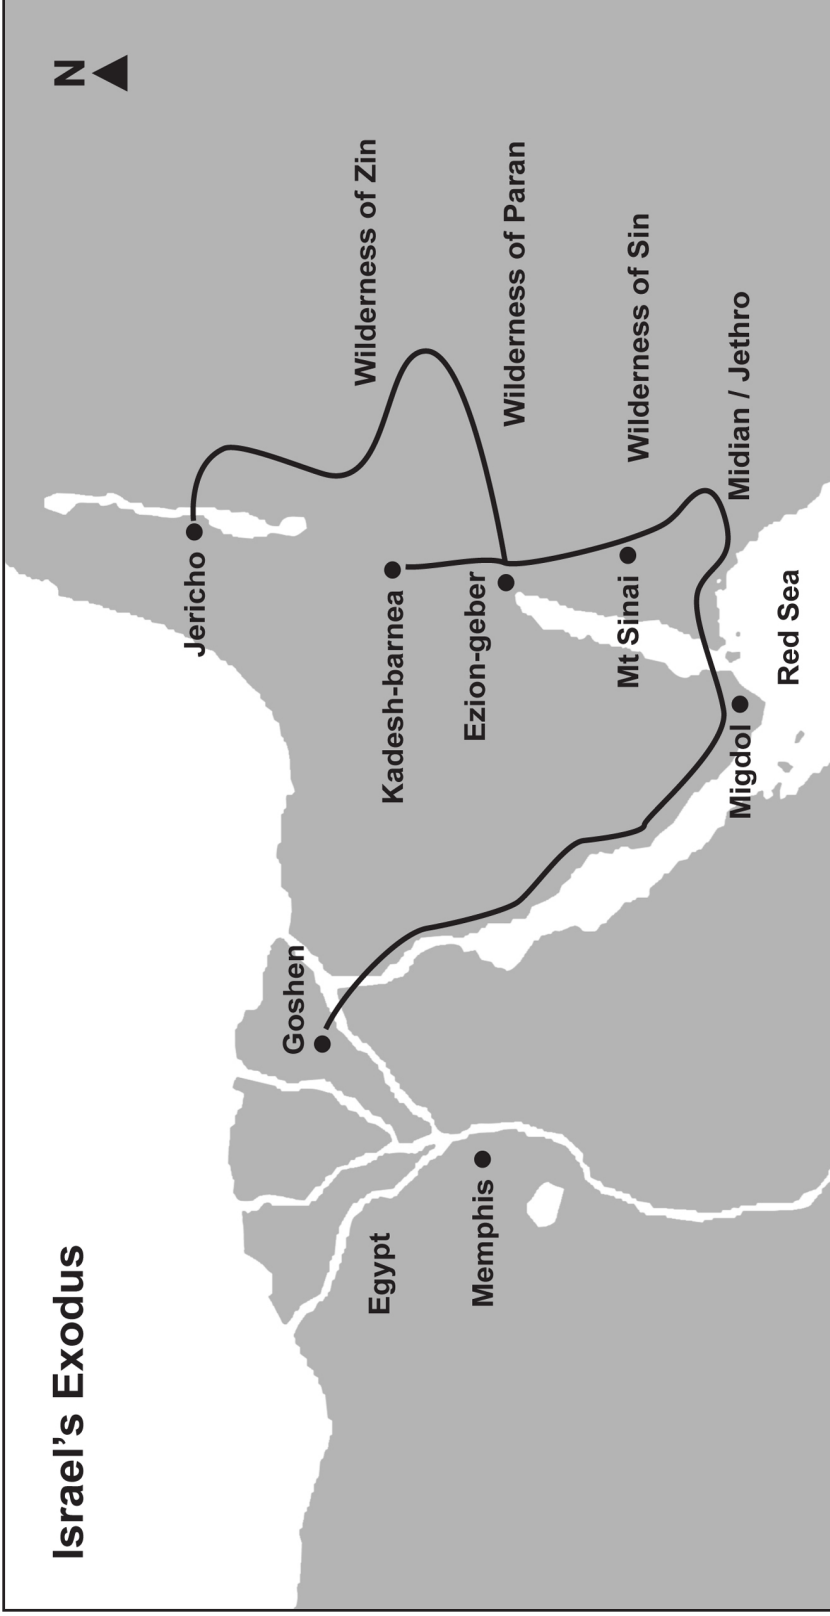 Israel’s Exodus
N
Jericho
Goshen
Wilderness of Zin
Egypt
Kadesh-barnea
Memphis
Ezion-geber
Wilderness of Paran
Mt Sinai
Wilderness of Sin
Migdol
Midian / Jethro
Red Sea